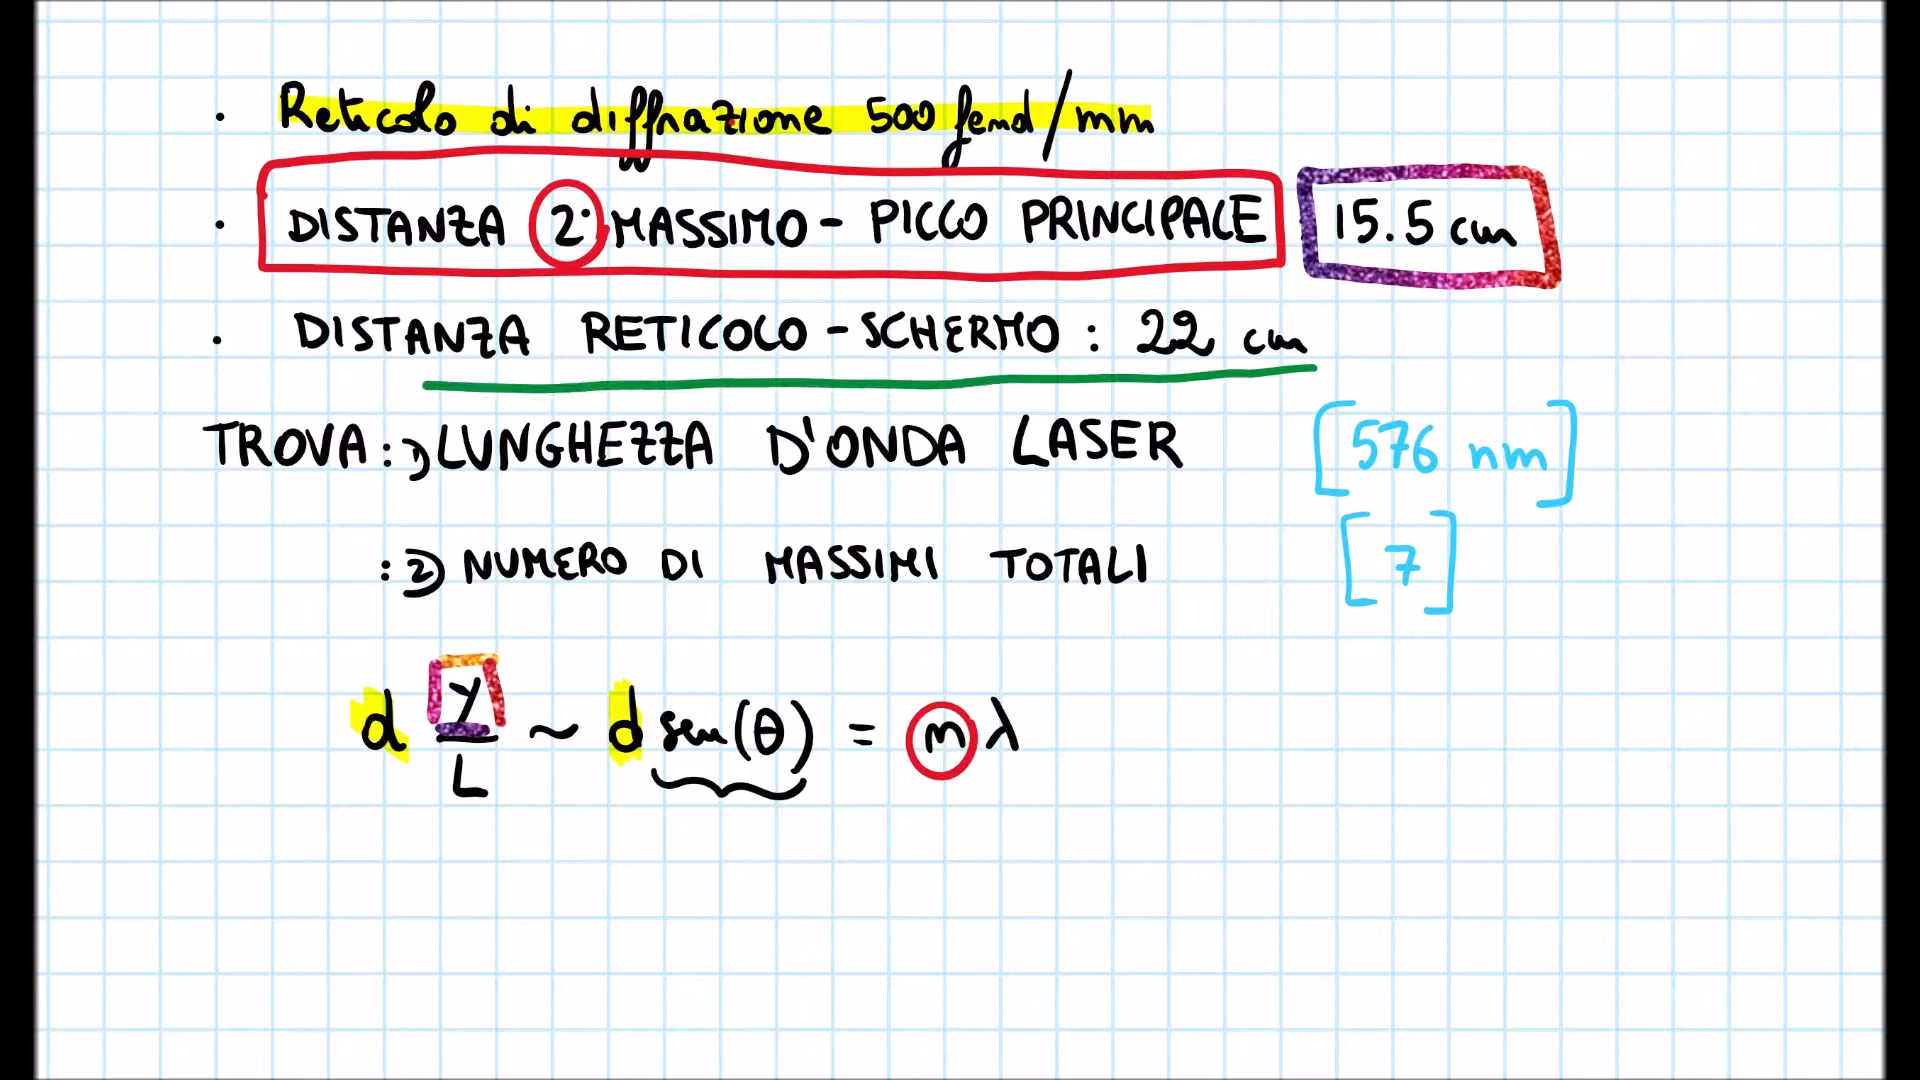 · Reticolo di diffrazione 500 fend/mm
· DISTANZA 2° MASSIMO - PICCO PRINCIPALE 15.5 cm
· DISTANZA RETICOLO - SCHERMO : 22 cm
TROVA : 1) LUNGHEZZA D'ONDA LASER [576 nm]
: 2) NUMERO DI MASSIMI TOTALI [7]
d y/L ~ d sen(θ) = m λ